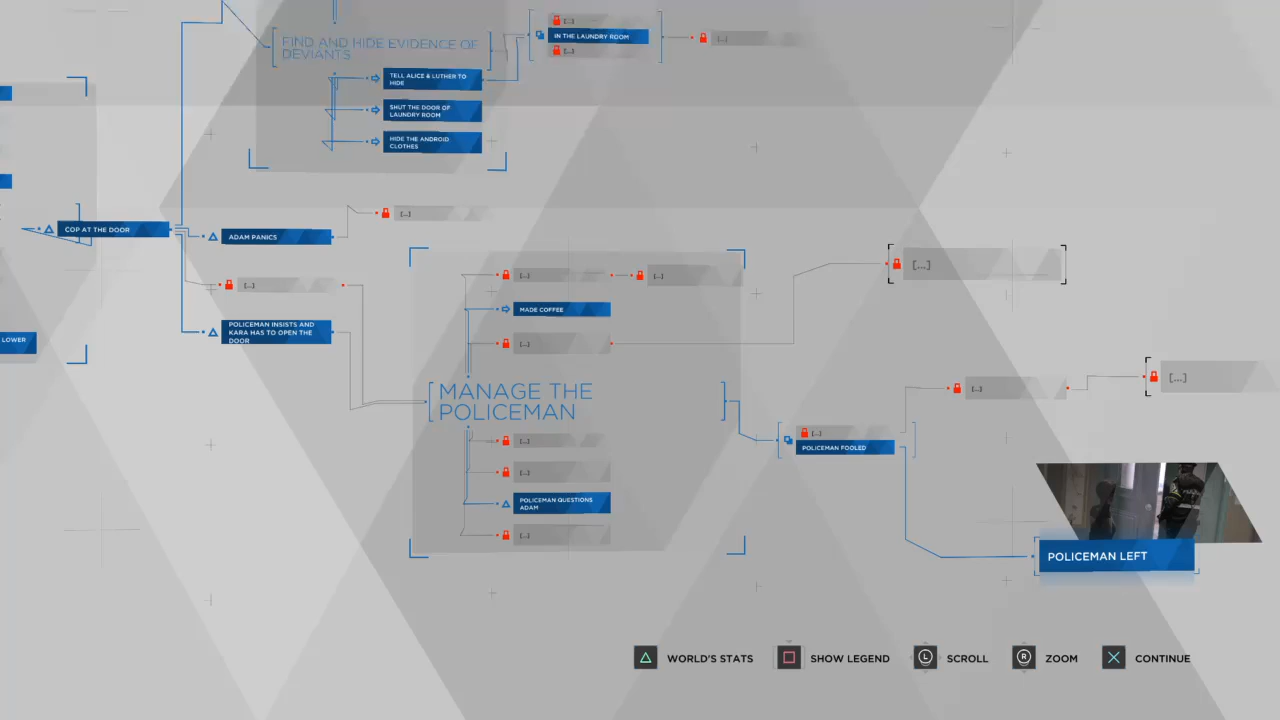 [...]
IN THE LAUNDRY ROOM
[...]
[...]
FIND AND HIDE EVIDENCE OF
DEVIANTS
TELL ALICE & LUTHER TO
HIDE
SHUT THE DOOR OF
LAUNDRY ROOM
HIDE THE ANDROID
CLOTHES
[...]
COP AT THE DOOR
ADAM PANICS
[...]
[...]
[...]
[...]
MADE COFFEE
POLICEMAN INSISTS AND
KARA HAS TO OPEN THE
DOOR
LOWER
[...]
[...]
[...]
MANAGE THE
POLICEMAN
[...]
[...]
POLICEMAN FOOLED
[...]
POLICEMAN QUESTIONS
ADAM
[...]
POLICEMAN LEFT
WORLD'S STATS
SHOW LEGEND
L
SCROLL
R
ZOOM
CONTINUE